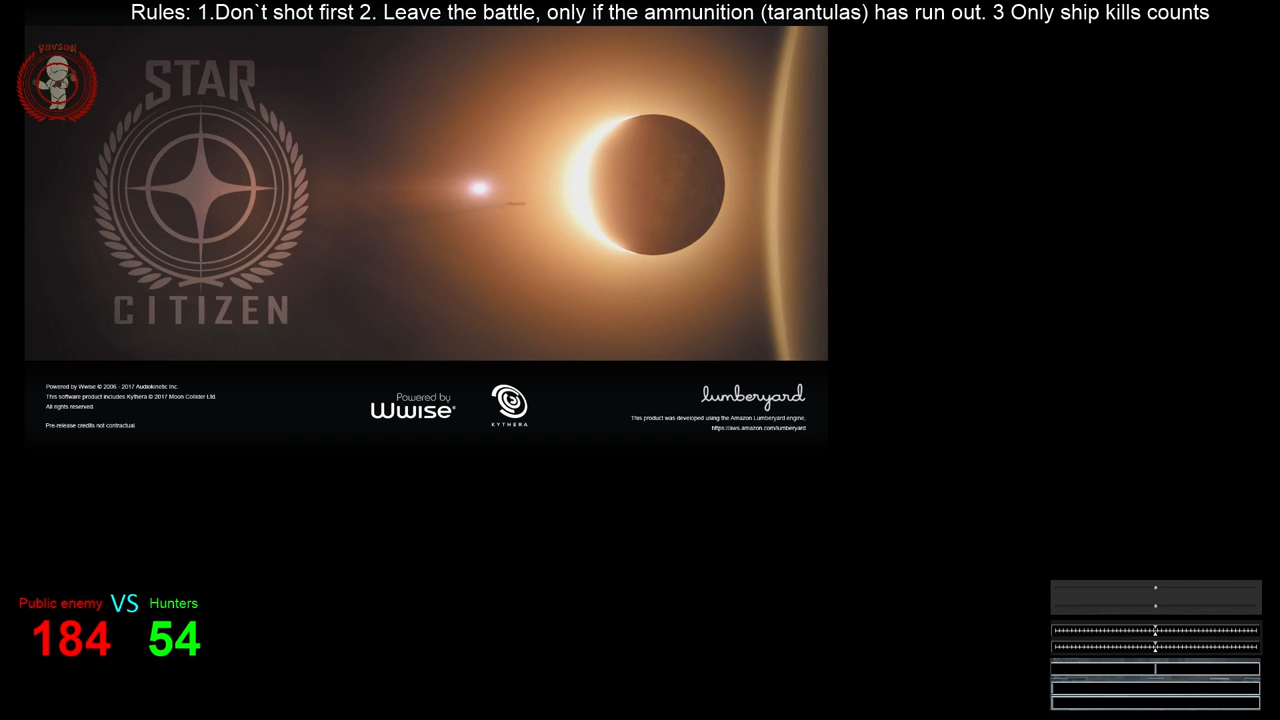 Rules: 1.Don`t shot first 2. Leave the battle, only if the ammunition (tarantulas) has run out. 3 Only ship kills counts
STAR
CITIZEN
Powered by Wwise © 2006 - 2017 Audiokinetic Inc.
This software product includes Kythera © 2017 Moon Collider Ltd.
All rights reserved.
Pre-release credits not contractual.
Powered by
Wwise
KYTHERA
lumberyard
This product was developed using the Amazon Lumberyard engine,
https://aws.amazon.com/lumberyard
Public enemy VS Hunters
184 54